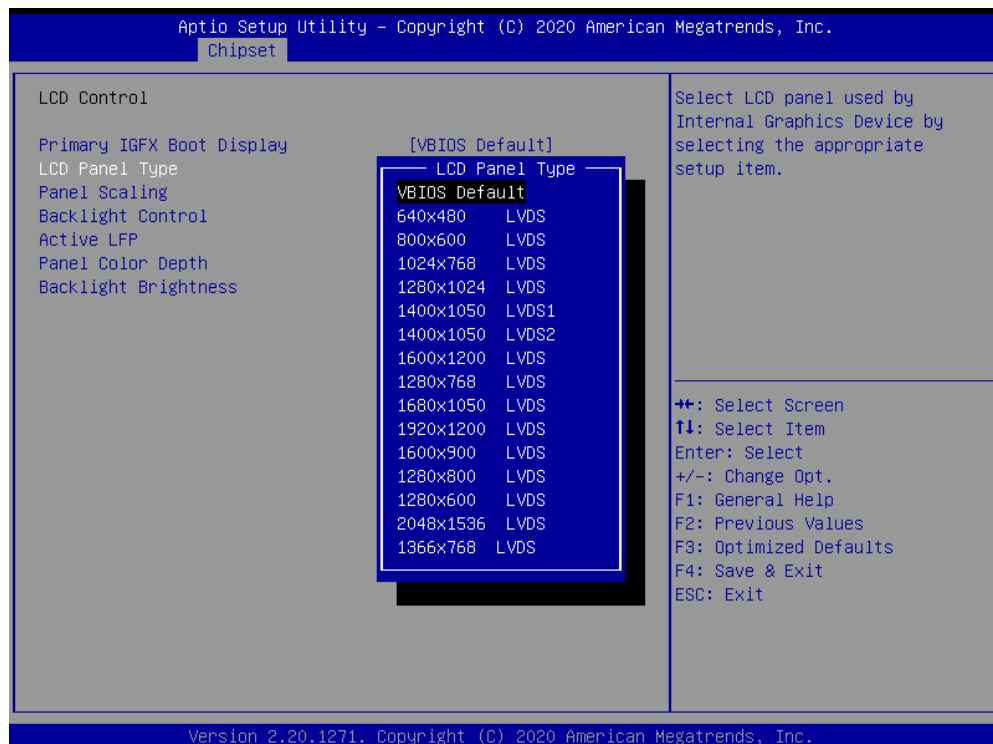 Aptio Setup Utility – Copyright (C) 2020 American Megatrends, Inc.
Chipset
LCD Control
Primary IGFX Boot Display [VBIOS Default]
LCD Panel Type
Panel Scaling
Backlight Control
Active LFP
Panel Color Depth
Backlight Brightness
LCD Panel Type
VBIOS Default
640x480 LVDS
800x600 LVDS
1024x768 LVDS
1280x1024 LVDS
1400x1050 LVDS1
1400x1050 LVDS2
1600x1200 LVDS
1280x768 LVDS
1680x1050 LVDS
1920x1200 LVDS
1600x900 LVDS
1280x800 LVDS
1280x600 LVDS
2048x1536 LVDS
1366x768 LVDS
Select LCD panel used by
Internal Graphics Device by
selecting the appropriate
setup item.
→←: Select Screen
↑↓: Select Item
Enter: Select
+/-: Change Opt.
F1: General Help
F2: Previous Values
F3: Optimized Defaults
F4: Save & Exit
ESC: Exit
Version 2.20.1271. Copyright (C) 2020 American Megatrends, Inc.